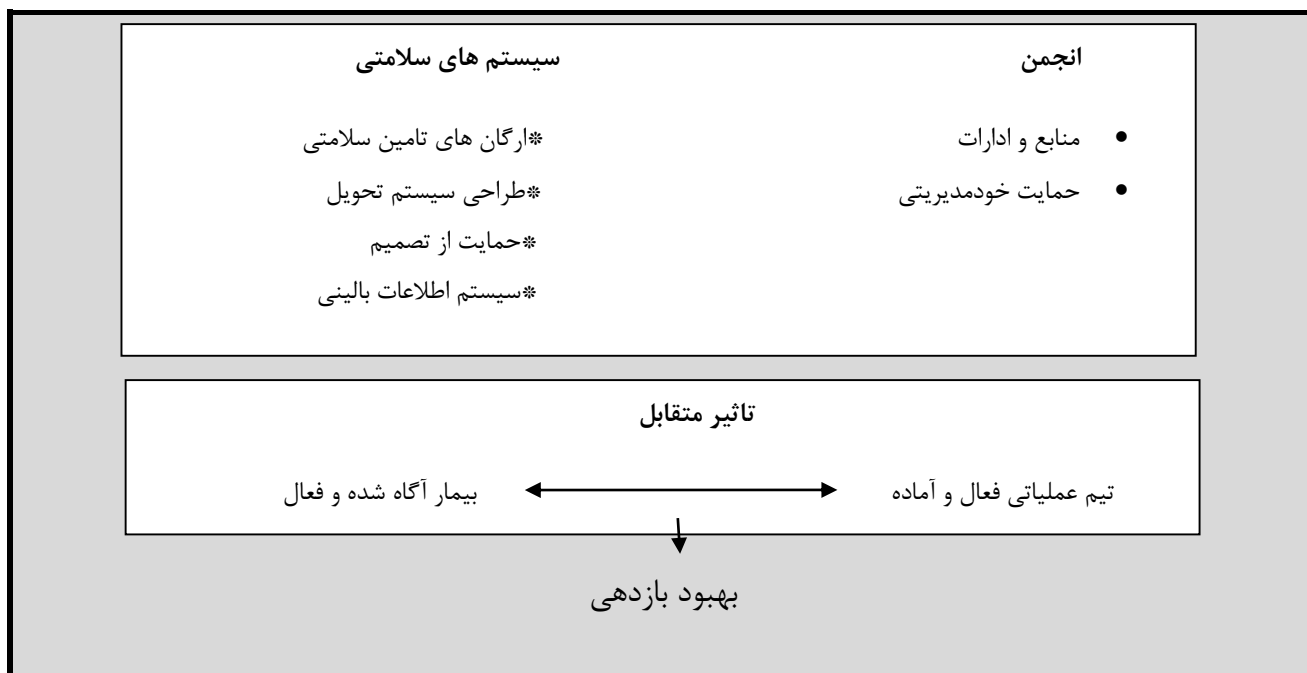 انجمن
سیستم های سلامتی
• منابع و ادارات
• حمایت خودمدیریتی
*ارگان های تامین سلامتی
*طراحی سیستم تحویل
*حمایت از تصمیم
*سیستم اطلاعات بالینی
تاثیر متقابل
تیم عملیاتی فعال و آماده
بیمار آگاه شده و فعال
بهبود بازدهی